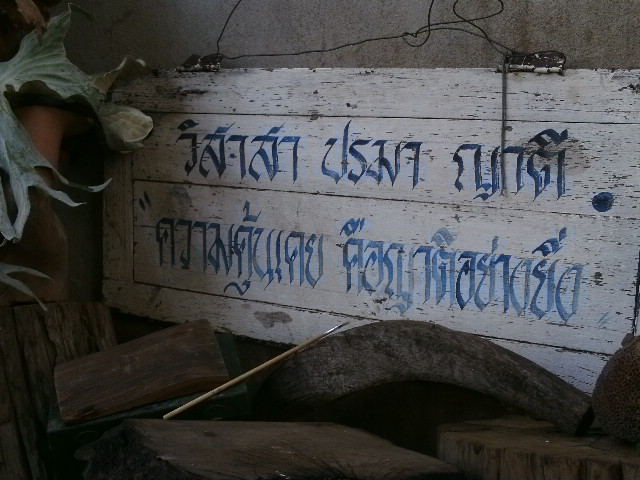 วิสาสา ปรมา ญาติ.
"ความคุ้นเคย คือญาติอย่างยิ่ง"